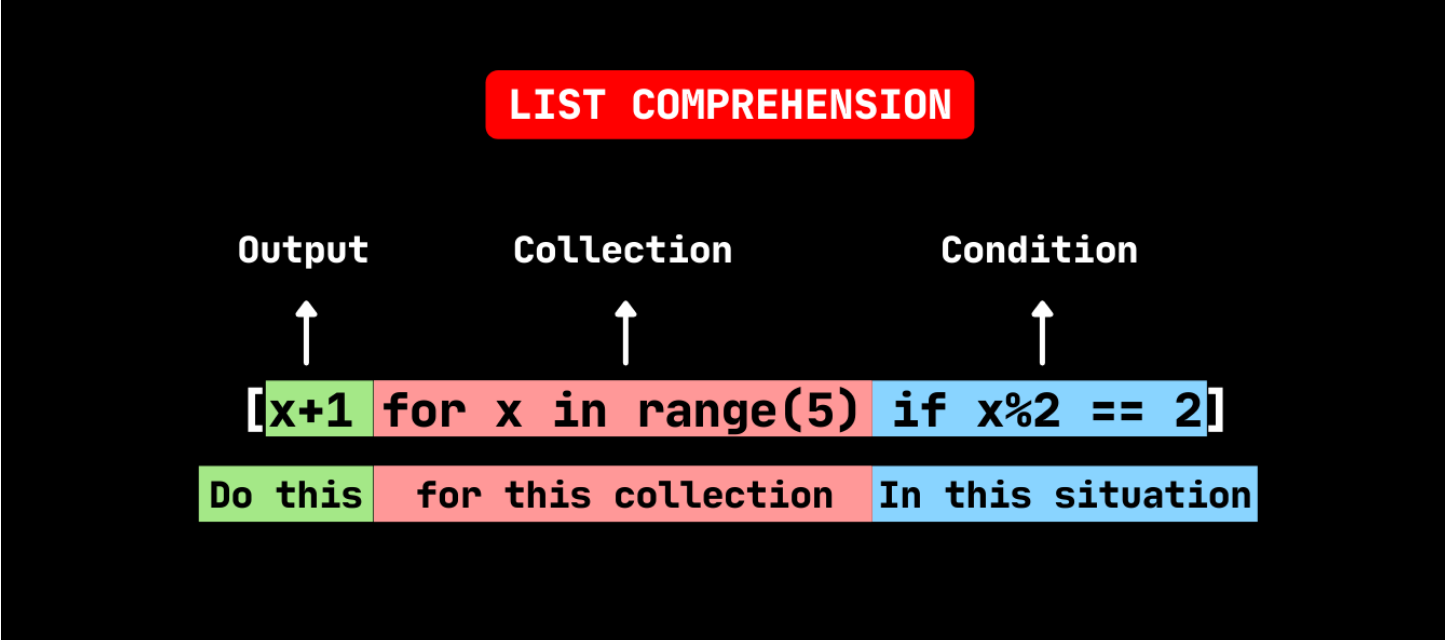 LIST COMPREHENSION
Output Collection Condition
[x+1 for x in range(5) if x%2 == 2]
Do this for this collection In this situation